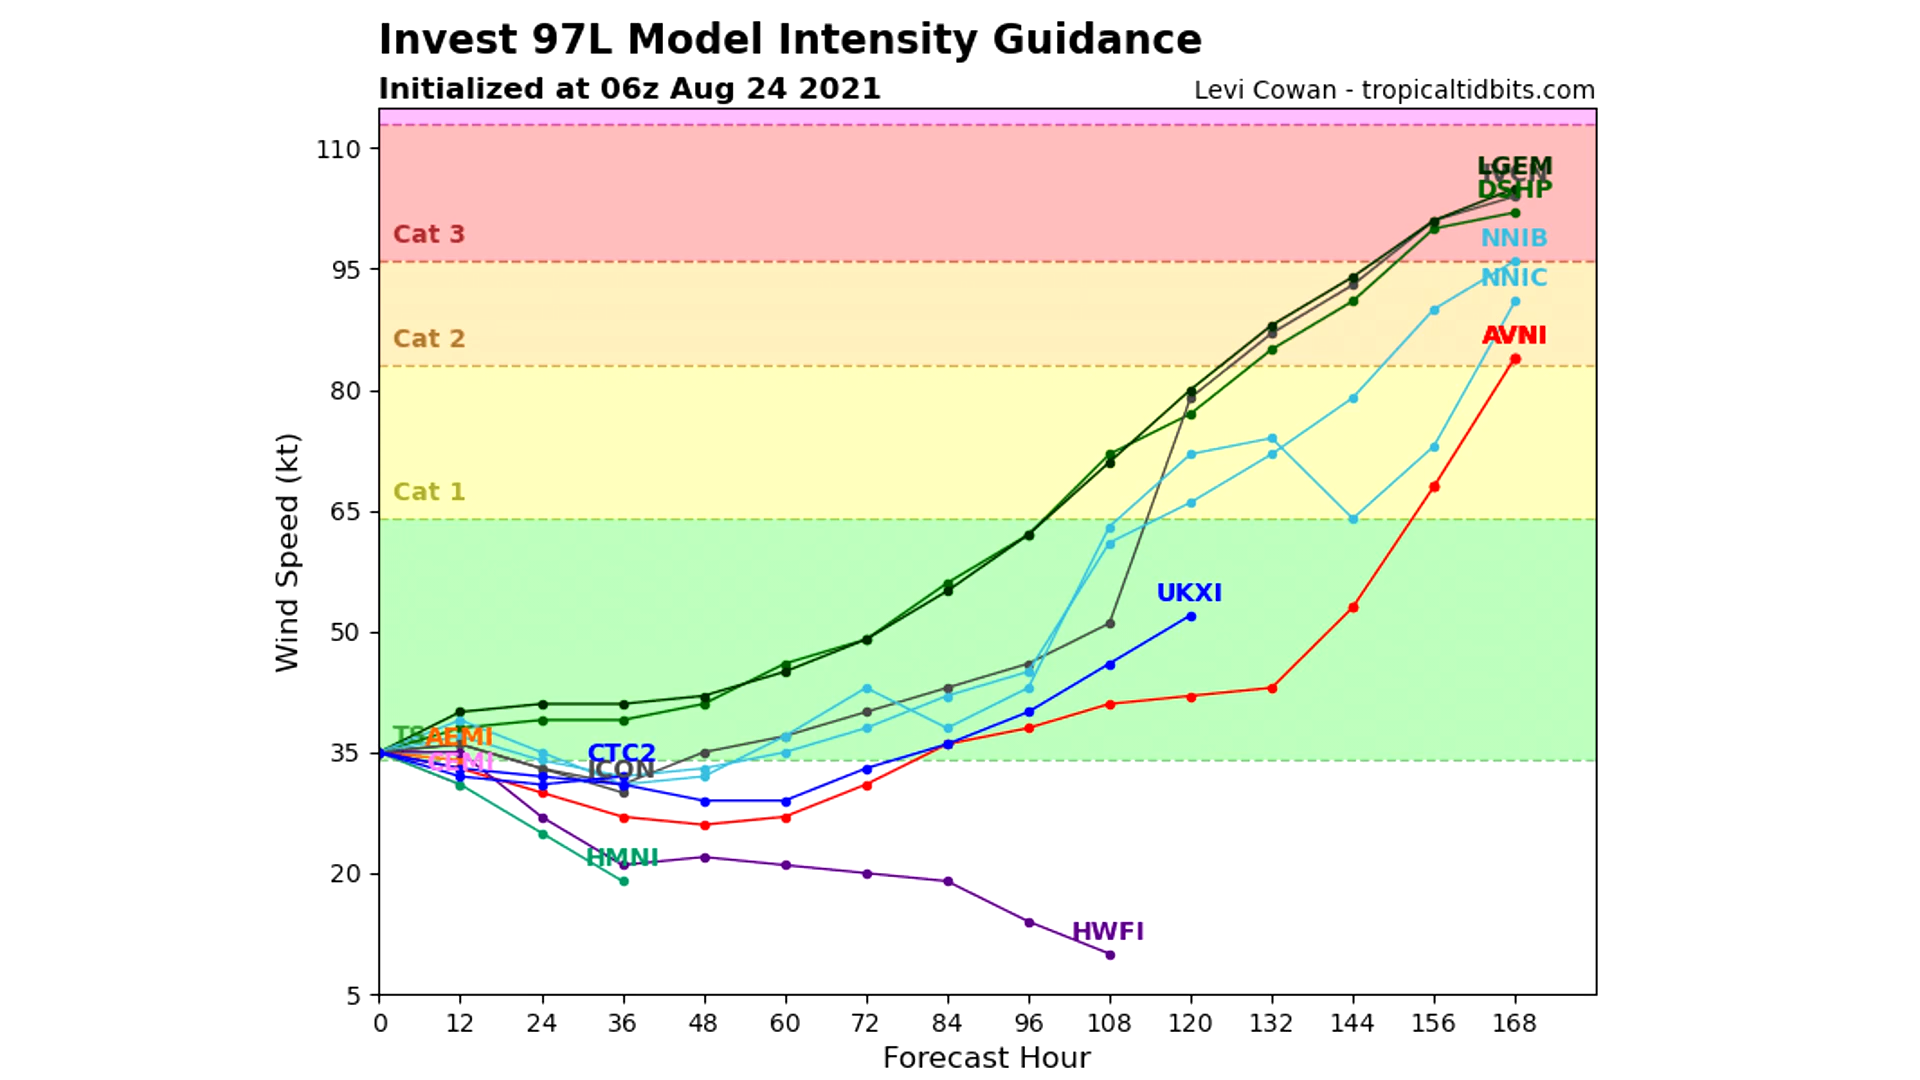 Invest 97L Model Intensity Guidance
Initialized at 06z Aug 24 2021
Levi Cowan - tropicaltidbits.com
110
95
80
65
50
35
20
5
Wind Speed (kt)
Cat 3
Cat 2
Cat 1
TS
LGEM
IVCN
DSHP
NNIB
NNIC
AVNI
UKXI
AEMI
CTC2
ICON
HMNI
HWFI
0 12 24 36 48 60 72 84 96 108 120 132 144 156 168
Forecast Hour